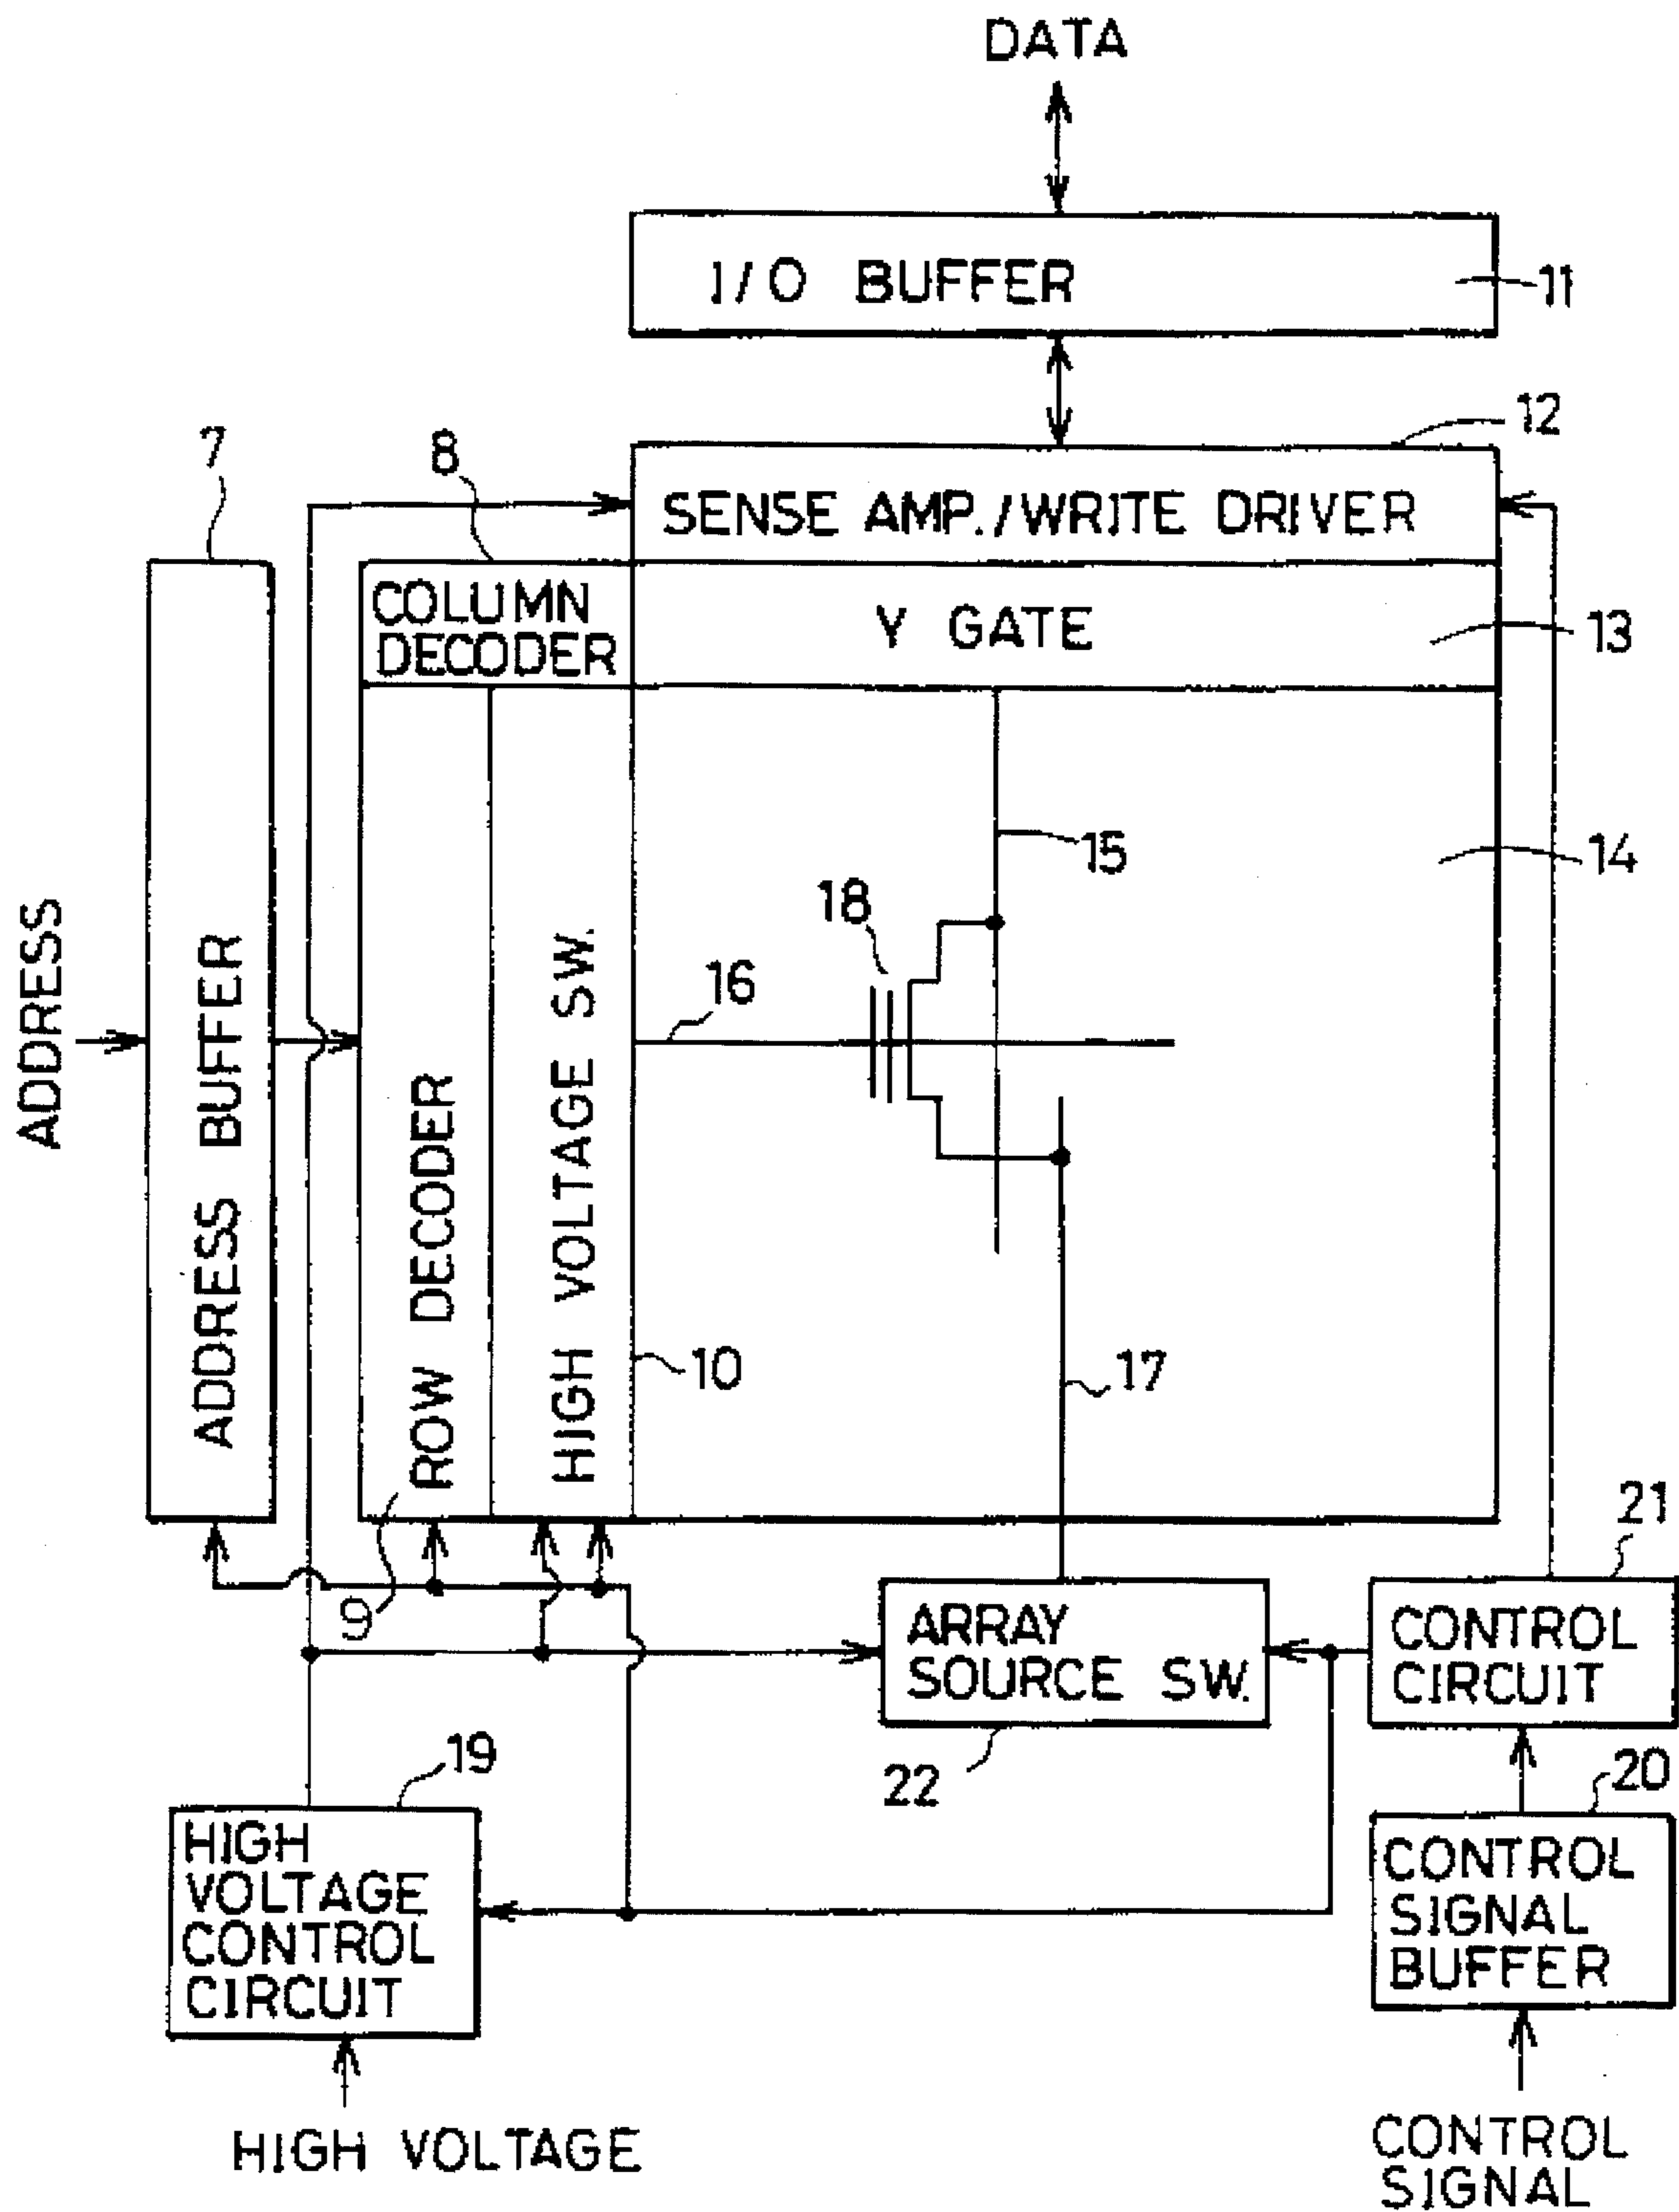 DATA
I/O BUFFER
11
12
7
8
SENSE AMP./WRITE DRIVER
COLUMN
DECODER
Y GATE
13
15
14
18
16
ADDRESS
ADDRESS BUFFER
ROW DECODER
HIGH VOLTAGE SW.
10
17
9
21
ARRAY
SOURCE SW.
CONTROL
CIRCUIT
22
19
20
HIGH
VOLTAGE
CONTROL
CIRCUIT
CONTROL
SIGNAL
BUFFER
HIGH VOLTAGE
CONTROL
SIGNAL